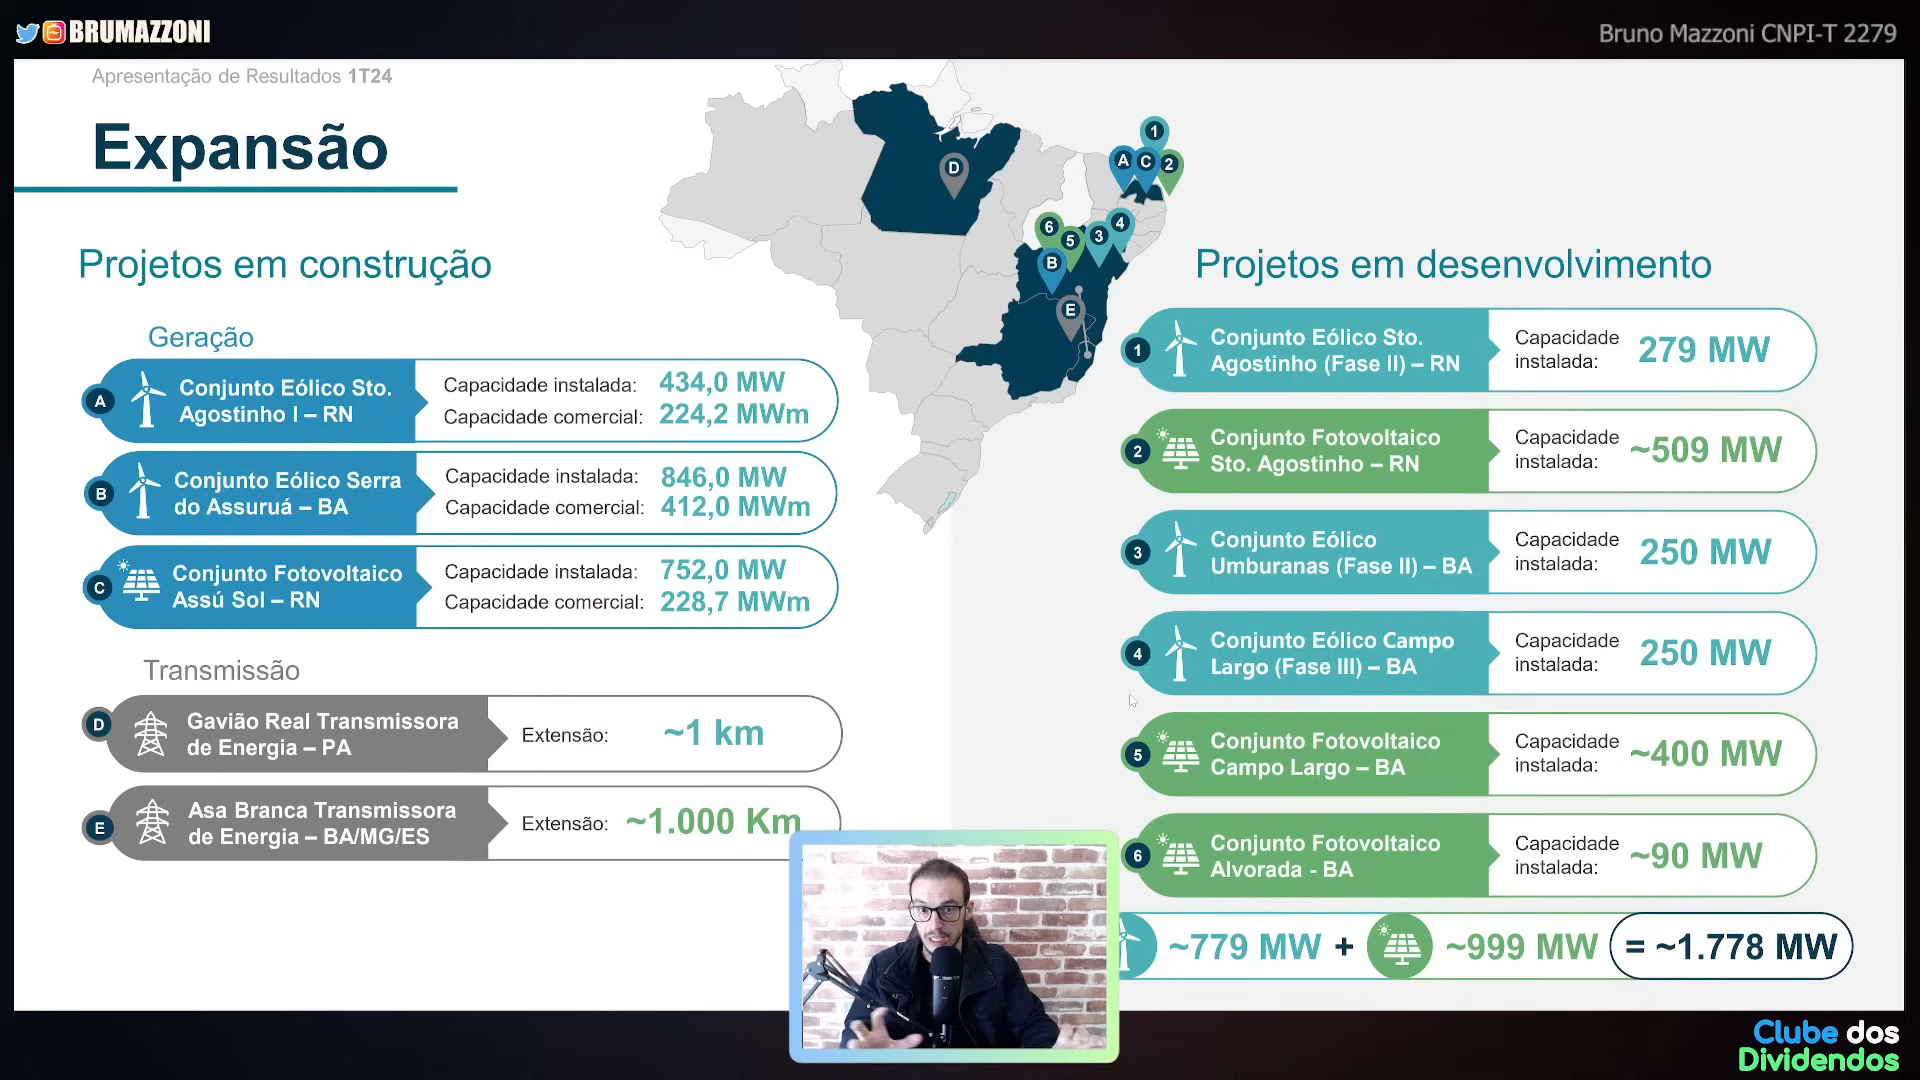 BRUMAZZONI
Bruno Mazzoni CNPI-T 2279
Apresentação de Resultados 1T24
Expansão
Projetos em construção
Geração
A
Conjunto Eólico Sto.
Agostinho I – RN
Capacidade instalada: 434,0 MW
Capacidade comercial: 224,2 MWm
B
Conjunto Eólico Serra
do Assuruá – BA
Capacidade instalada: 846,0 MW
Capacidade comercial: 412,0 MWm
C
Conjunto Fotovoltaico
Assú Sol – RN
Capacidade instalada: 752,0 MW
Capacidade comercial: 228,7 MWm
Transmissão
D
Gavião Real Transmissora
de Energia – PA
Extensão: ~1 km
E
Asa Branca Transmissora
de Energia – BA/MG/ES
Extensão: ~1.000 Km
1
A C 2
D
6 5 3 4
B
E
Projetos em desenvolvimento
1
Conjunto Eólico Sto.
Agostinho (Fase II) – RN
Capacidade
instalada: 279 MW
2
Conjunto Fotovoltaico
Sto. Agostinho – RN
Capacidade
instalada: ~509 MW
3
Conjunto Eólico
Umburanas (Fase II) – BA
Capacidade
instalada: 250 MW
4
Conjunto Eólico Campo
Largo (Fase III) – BA
Capacidade
instalada: 250 MW
5
Conjunto Fotovoltaico
Campo Largo – BA
Capacidade
instalada: ~400 MW
6
Conjunto Fotovoltaico
Alvorada - BA
Capacidade
instalada: ~90 MW
~779 MW + ~999 MW = ~1.778 MW
Clube dos
Dividendos